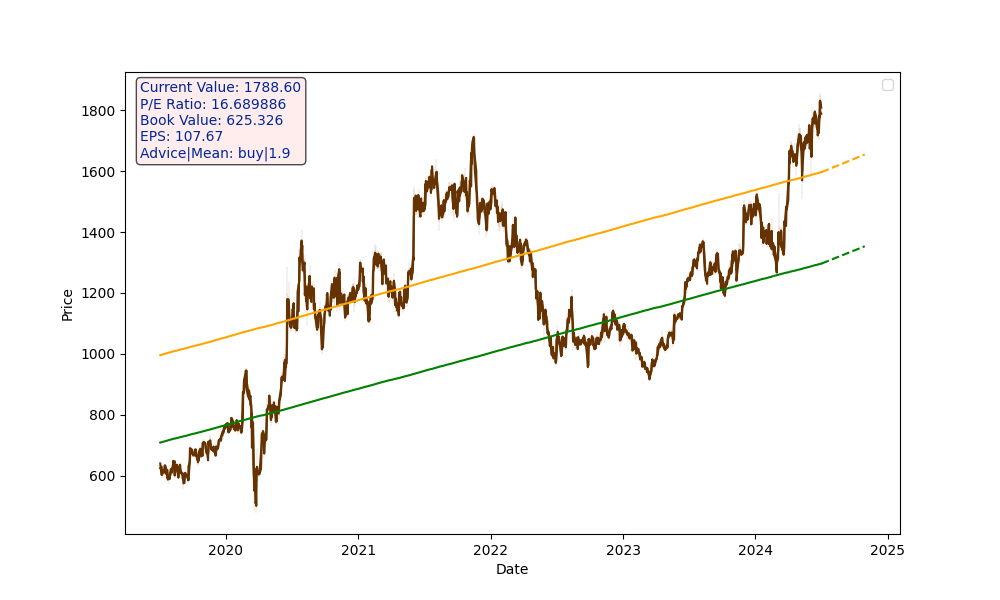 Current Value: 1788.60
P/E Ratio: 16.689886
Book Value: 625.326
EPS: 107.67
Advice|Mean: buy|1.9
Price
1800
1600
1400
1200
1000
800
600
2020 2021 2022 2023 2024 2025
Date